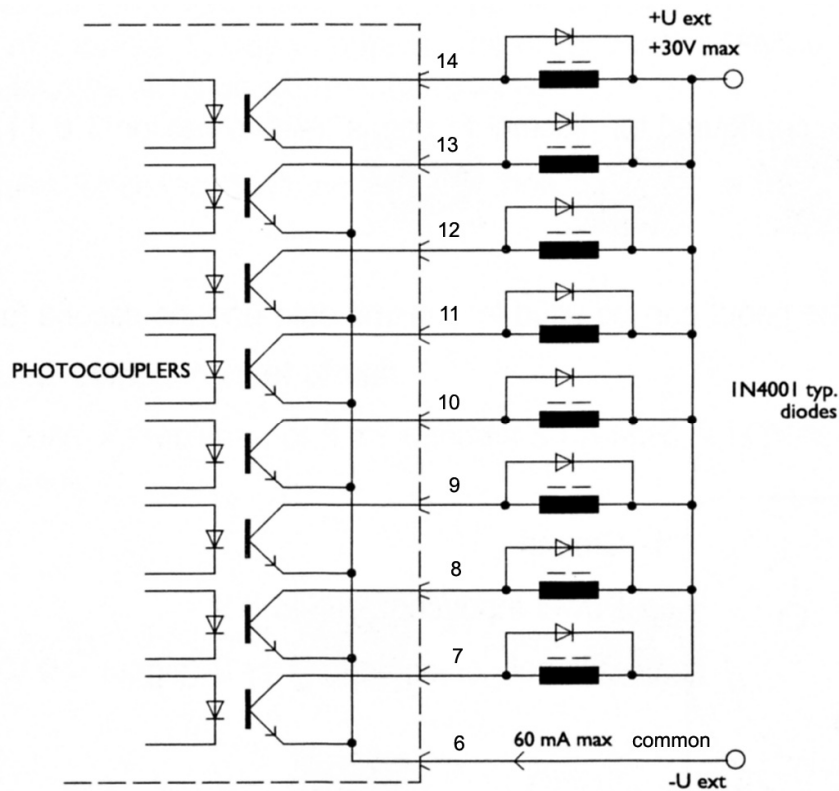 +U ext
+30V max
14
13
12
11
PHOTOCOUPLERS
10
1N4001 typ.
diodes
9
8
7
6
60 mA max
common
-U ext